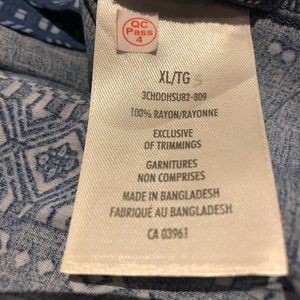 QC
Pass
4
XL/TG
3CHDDHSU82-809
100% RAYON/RAYONNE
EXCLUSIVE
OF TRIMMINGS
GARNITURES
NON COMPRISES
MADE IN BANGLADESH
FABRIQUÉ AU BANGLADESH
CA 03961